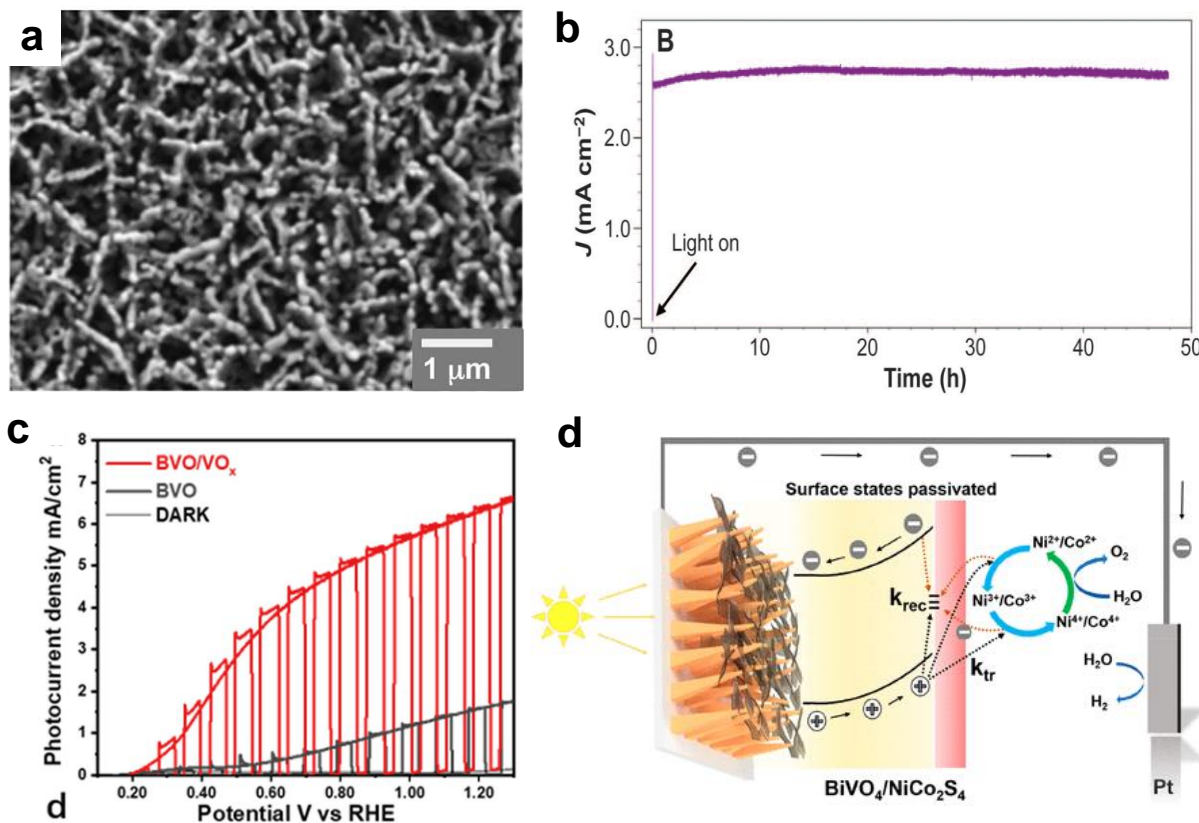 a
1 μm
b
B
3.0
2.0
1.0
0.0
J (mA cm⁻²)
Light on
0
10
20
30
40
50
Time (h)
c
Photocurrent density mA/cm²
8
7
6
5
4
3
2
1
0
BVO/VOₓ
BVO
DARK
0.20
0.40
0.60
0.80
1.00
1.20
Potential V vs RHE
d
d
Surface states passivated
k_rec
k_tr
Ni²⁺/Co²⁺
Ni³⁺/Co³⁺
Ni⁴⁺/Co⁴⁺
O₂
H₂O
H₂O
H₂
BiVO₄/NiCo₂S₄
Pt